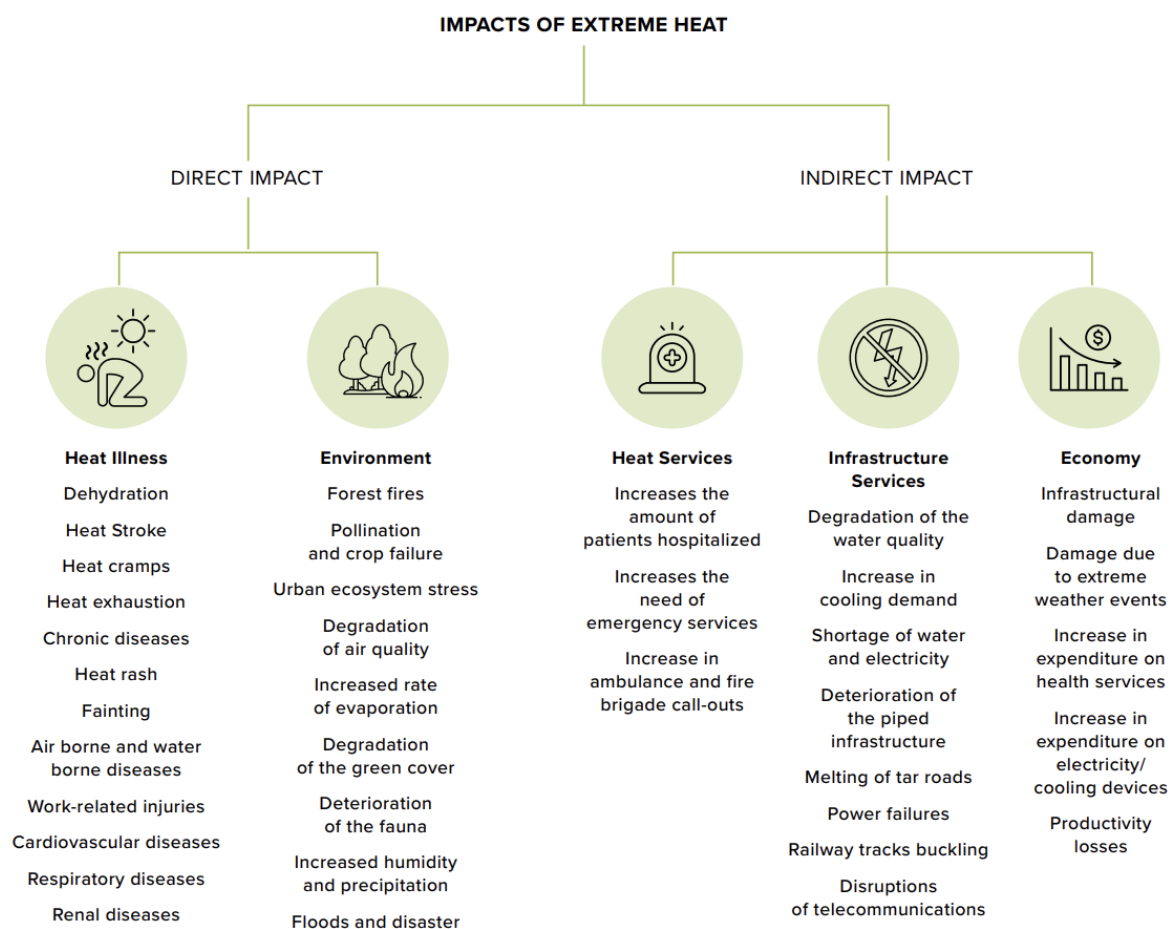 IMPACTS OF EXTREME HEAT
DIRECT IMPACT
INDIRECT IMPACT
$
Heat Illness
Dehydration
Heat Stroke
Heat cramps
Heat exhaustion
Chronic diseases
Heat rash
Fainting
Air borne and water
borne diseases
Work-related injuries
Cardiovascular diseases
Respiratory diseases
Renal diseases
Environment
Forest fires
Pollination
and crop failure
Urban ecosystem stress
Degradation
of air quality
Increased rate
of evaporation
Degradation
of the green cover
Deterioration
of the fauna
Increased humidity
and precipitation
Floods and disaster
Heat Services
Increases the
amount of
patients hospitalized
Increases the
need of
emergency services
Increase in
ambulance and fire
brigade call-outs
Infrastructure
Services
Degradation of the
water quality
Increase in
cooling demand
Shortage of water
and electricity
Deterioration of
the piped
infrastructure
Melting of tar roads
Power failures
Railway tracks buckling
Disruptions
of telecommunications
Economy
Infrastructural
damage
Damage due
to extreme
weather events
Increase in
expenditure on
health services
Increase in
expenditure on
electricity/
cooling devices
Productivity
losses